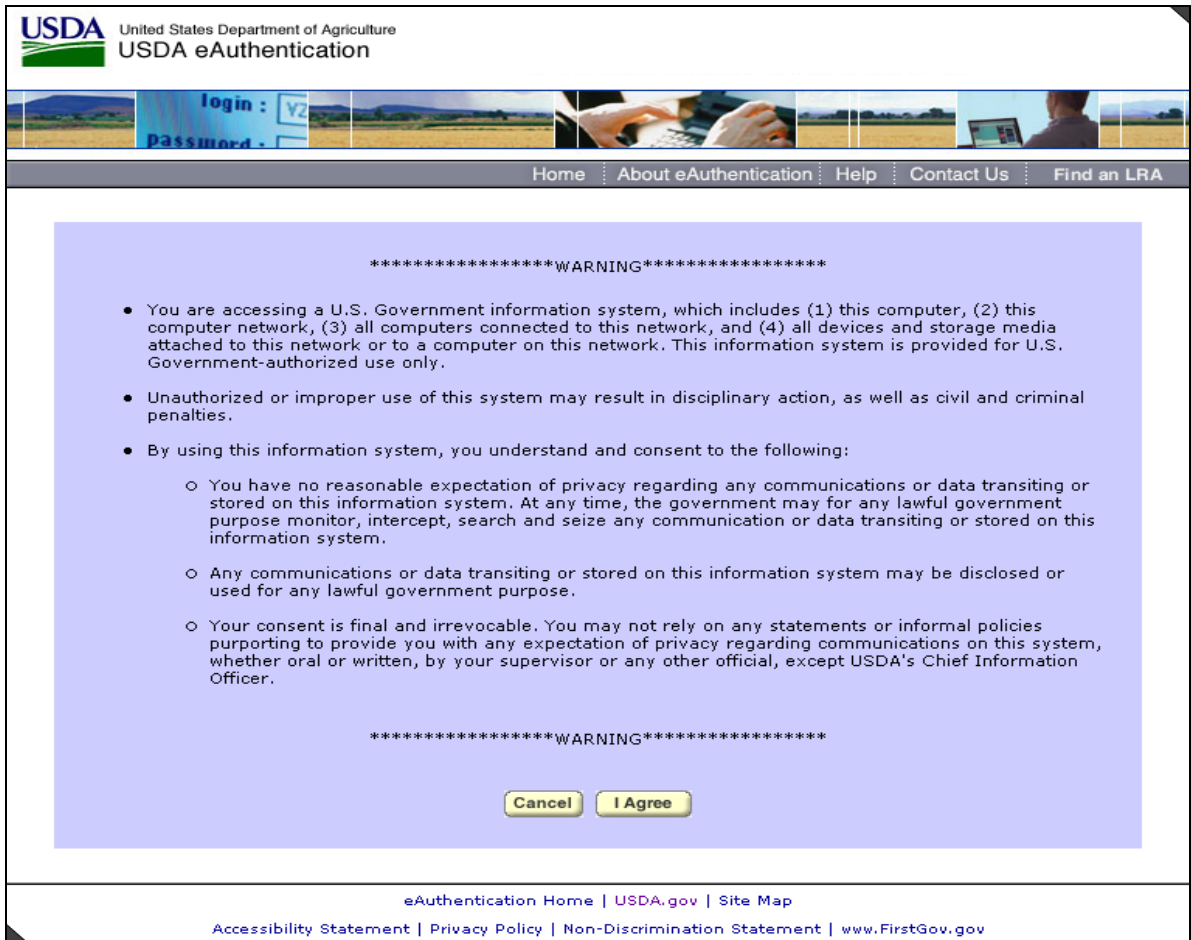 USDA
United States Department of Agriculture
USDA eAuthentication
login : YZ
password :
Home About eAuthentication Help Contact Us Find an LRA
*****************WARNING*****************
● You are accessing a U.S. Government information system, which includes (1) this computer, (2) this
computer network, (3) all computers connected to this network, and (4) all devices and storage media
attached to this network or to a computer on this network. This information system is provided for U.S.
Government-authorized use only.
● Unauthorized or improper use of this system may result in disciplinary action, as well as civil and criminal
penalties.
● By using this information system, you understand and consent to the following:
o You have no reasonable expectation of privacy regarding any communications or data transiting or
stored on this information system. At any time, the government may for any lawful government
purpose monitor, intercept, search and seize any communication or data transiting or stored on this
information system.
o Any communications or data transiting or stored on this information system may be disclosed or
used for any lawful government purpose.
o Your consent is final and irrevocable. You may not rely on any statements or informal policies
purporting to provide you with any expectation of privacy regarding communications on this system,
whether oral or written, by your supervisor or any other official, except USDA's Chief Information
Officer.
*****************WARNING*****************
Cancel I Agree
eAuthentication Home | USDA.gov | Site Map
Accessibility Statement | Privacy Policy | Non-Discrimination Statement | www.FirstGov.gov